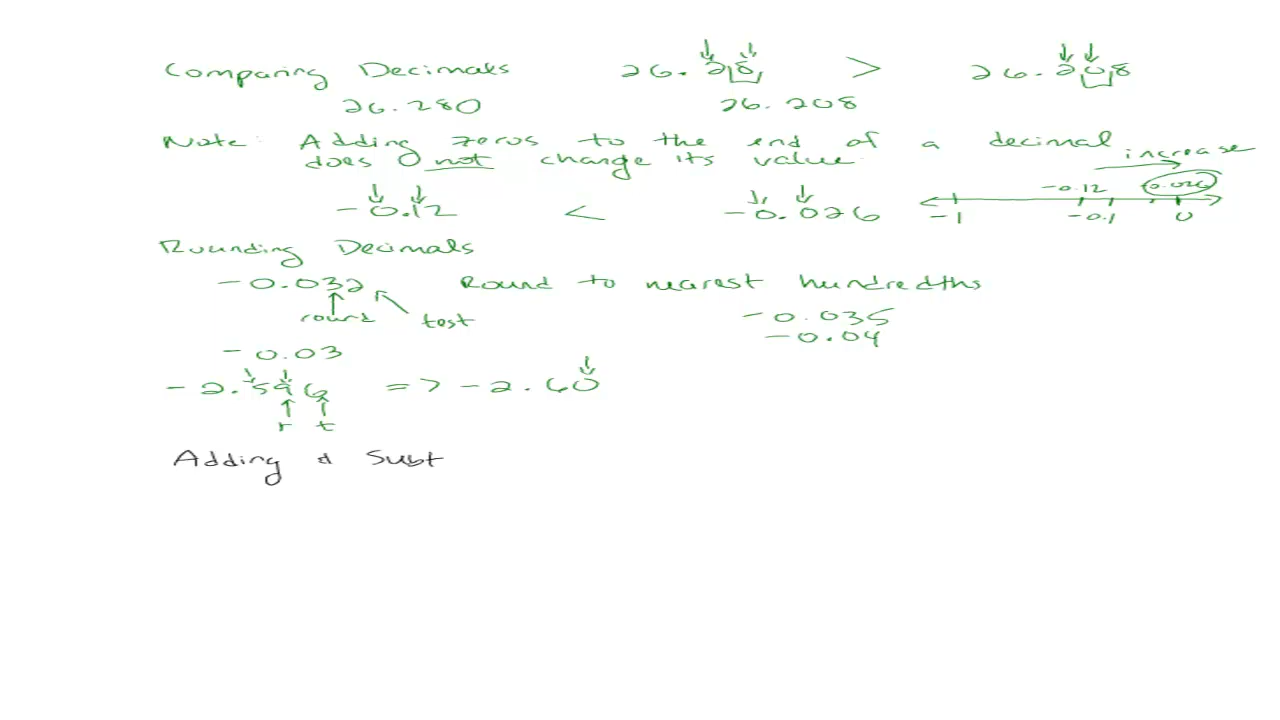 Comparing Decimals 26.28 > 26.208
26.280 26.208
Note: Adding zeros to the end of a decimal
does not change its value. increase
-0.12 < -0.026 -0.12 0.026
-1 -0.1 0
Rounding Decimals
-0.032 Round to nearest hundredths
round test -0.035
-0.04
-0.03
-2.596 => -2.60
r t
Adding & Subt